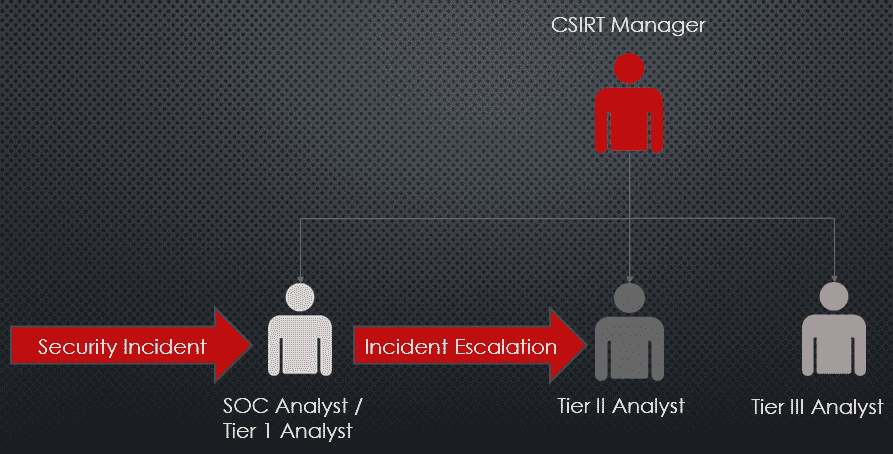 CSIRT Manager
Security Incident
Incident Escalation
SOC Analyst /
Tier 1 Analyst
Tier II Analyst
Tier III Analyst